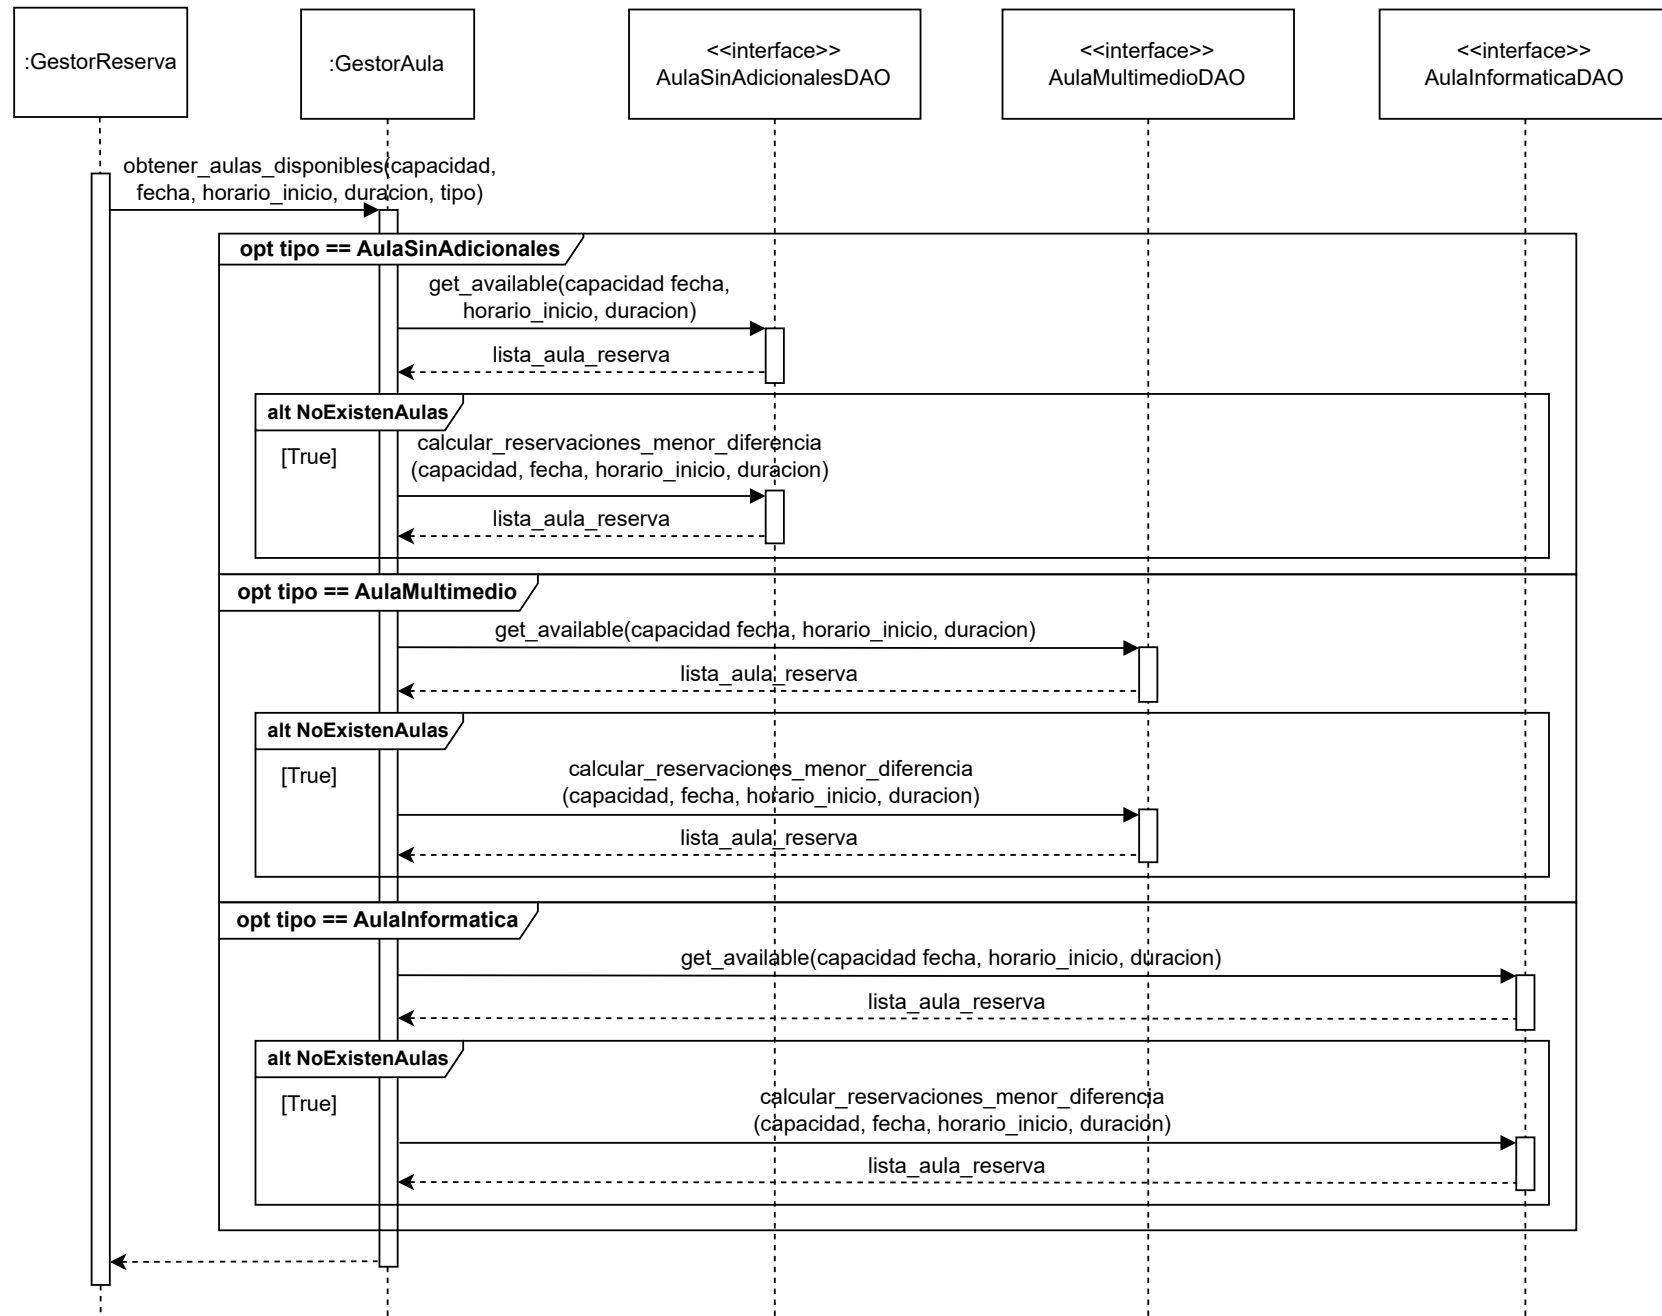 :GestorReserva
:GestorAula
<<interface>>
AulaSinAdicionalesDAO
<<interface>>
AulaMultimedioDAO
<<interface>>
AulaInformaticaDAO
obtener_aulas_disponibles(capacidad,
fecha, horario_inicio, duracion, tipo)
opt tipo == AulaSinAdicionales
get_available(capacidad fecha,
horario_inicio, duracion)
lista_aula_reserva
alt NoExistenAulas
[True]
calcular_reservaciones_menor_diferencia
(capacidad, fecha, horario_inicio, duracion)
lista_aula_reserva
opt tipo == AulaMultimedio
get_available(capacidad fecha, horario_inicio, duracion)
lista_aula_reserva
alt NoExistenAulas
[True]
calcular_reservaciones_menor_diferencia
(capacidad, fecha, horario_inicio, duracion)
lista_aula_reserva
opt tipo == AulaInformatica
get_available(capacidad fecha, horario_inicio, duracion)
lista_aula_reserva
alt NoExistenAulas
[True]
calcular_reservaciones_menor_diferencia
(capacidad, fecha, horario_inicio, duracion)
lista_aula_reserva